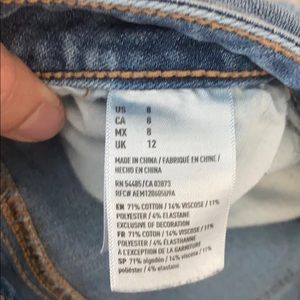 US 8
CA 8
MX 8
UK 12
MADE IN CHINA / FABRIQUÉ EN CHINE /
HECHO EN CHINA
RN 54485/CA 03873
RFC# AEM120605U9A
EN 71% COTTON / 14% VISCOSE / 11%
POLYESTER / 4% ELASTANE
EXCLUSIVE OF DECORATION
FR 71% COTON / 14% VISCOSE / 11%
POLYESTER / 4% ÉLASTHANNE
À L'EXCEPTION DE LA GARNITURE
SP 71% algodón / 14% viscosa / 11%
poliéster / 4% elastano